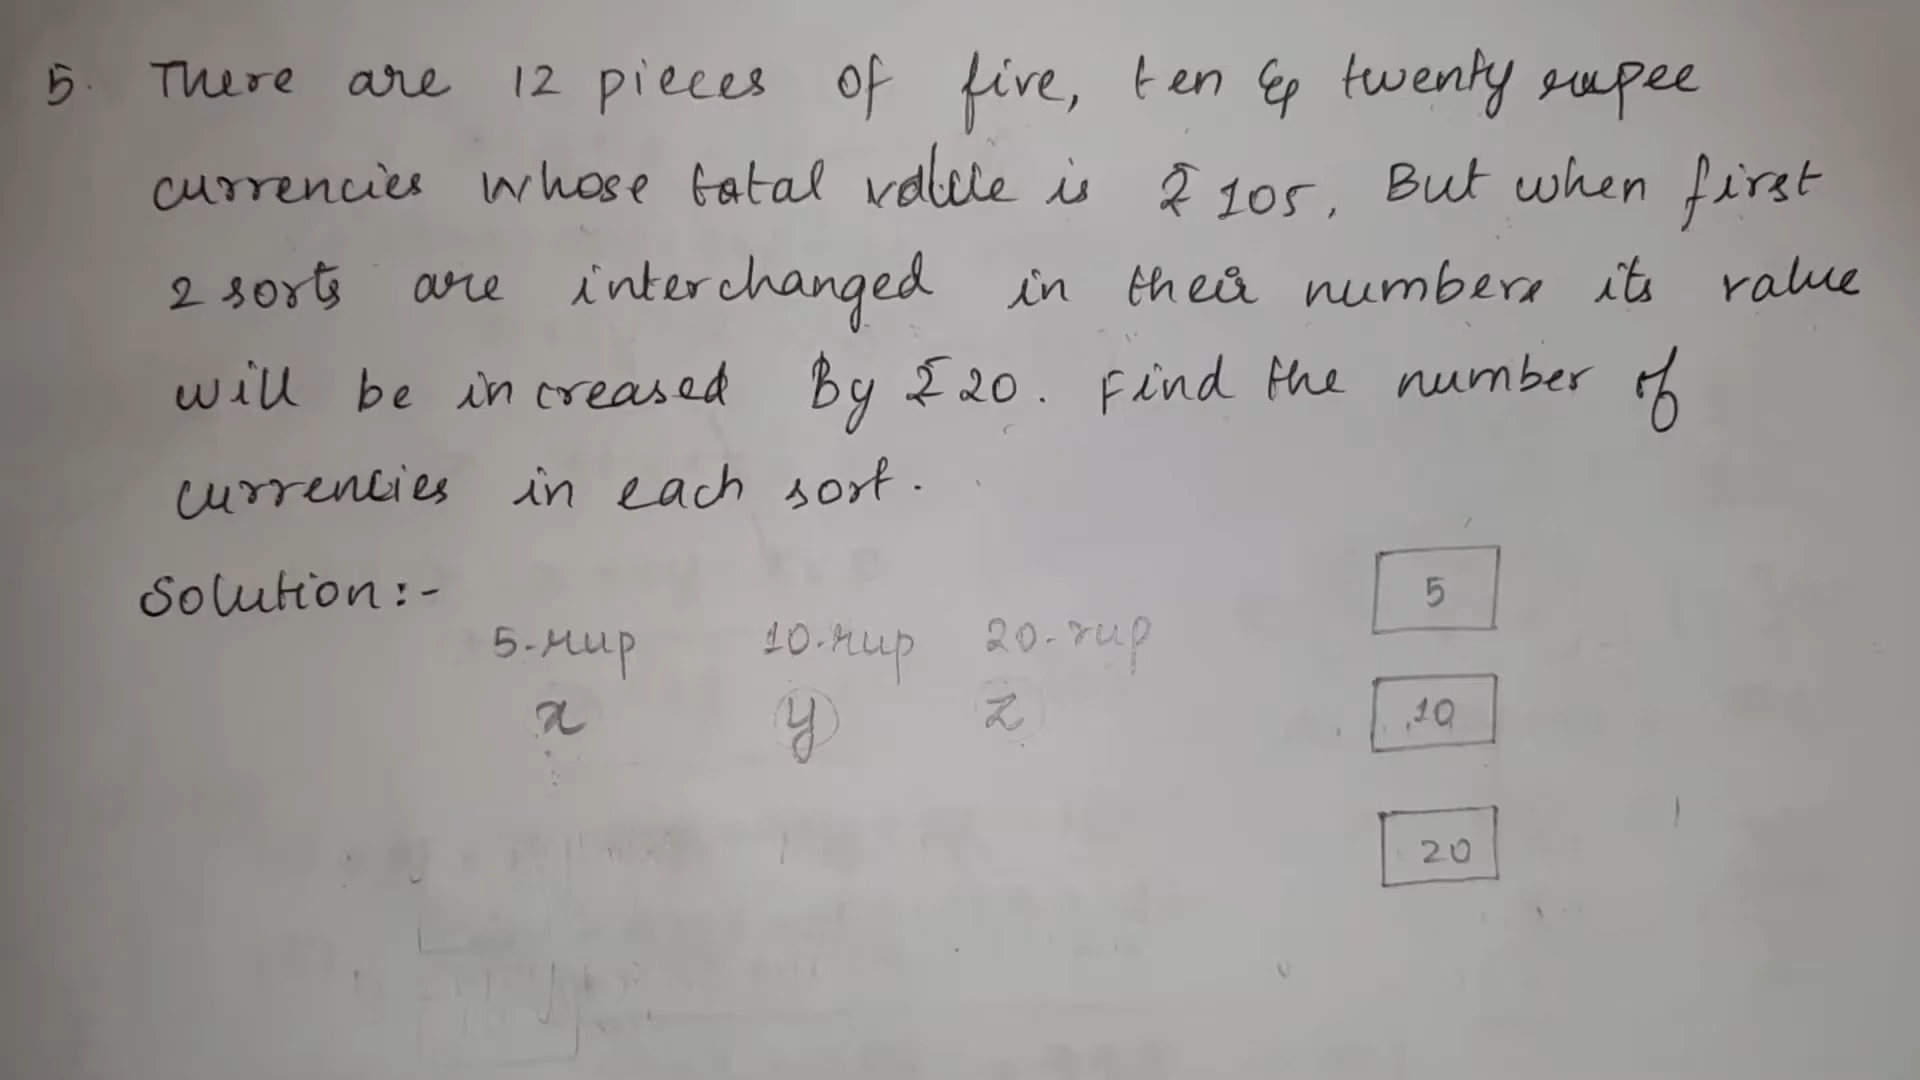 5. There are 12 pieces of five, ten & twenty rupee
currencies whose total value is ₹ 105. But when first
2 sorts are interchanged in their numbers its value
will be increased By ₹ 20. Find the number of
currencies in each sort.
Solution:-
5-rup 10-rup 20-rup
x y z
5
10
20